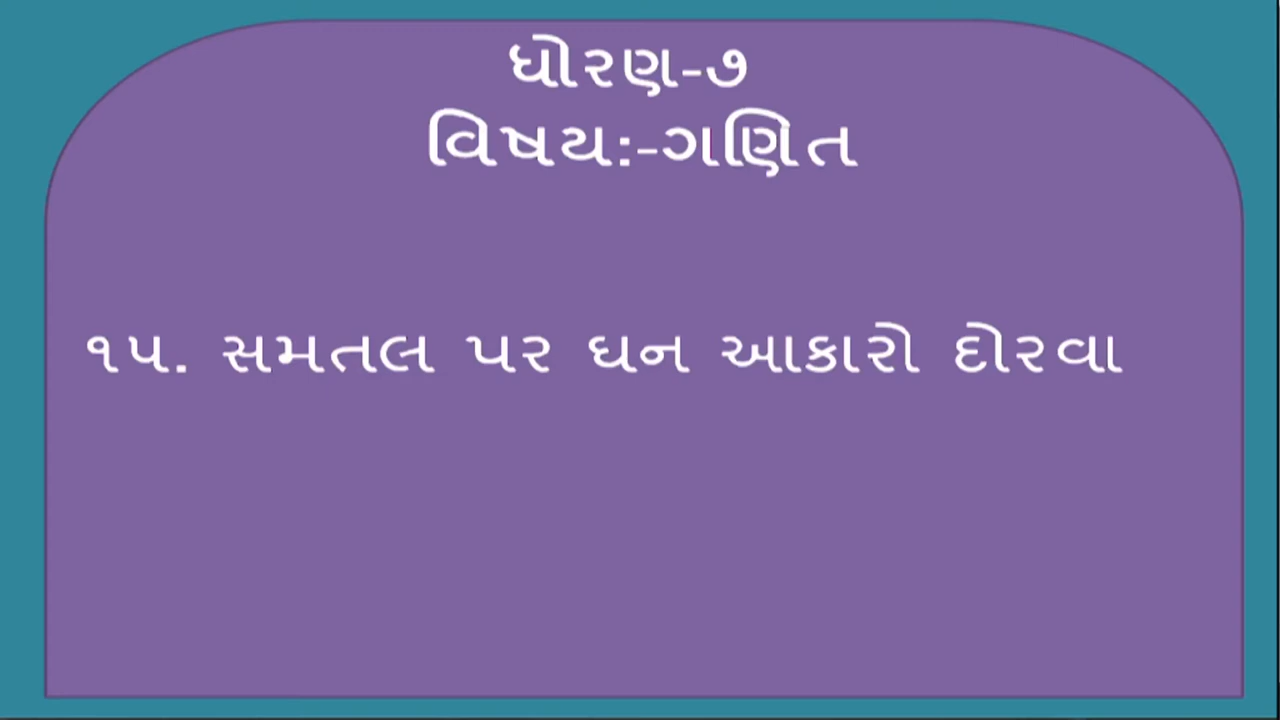 ધોરણ-૭
વિષય:-ગણિત
૧૫. સમતલ પર ઘન આકારો દોરવા